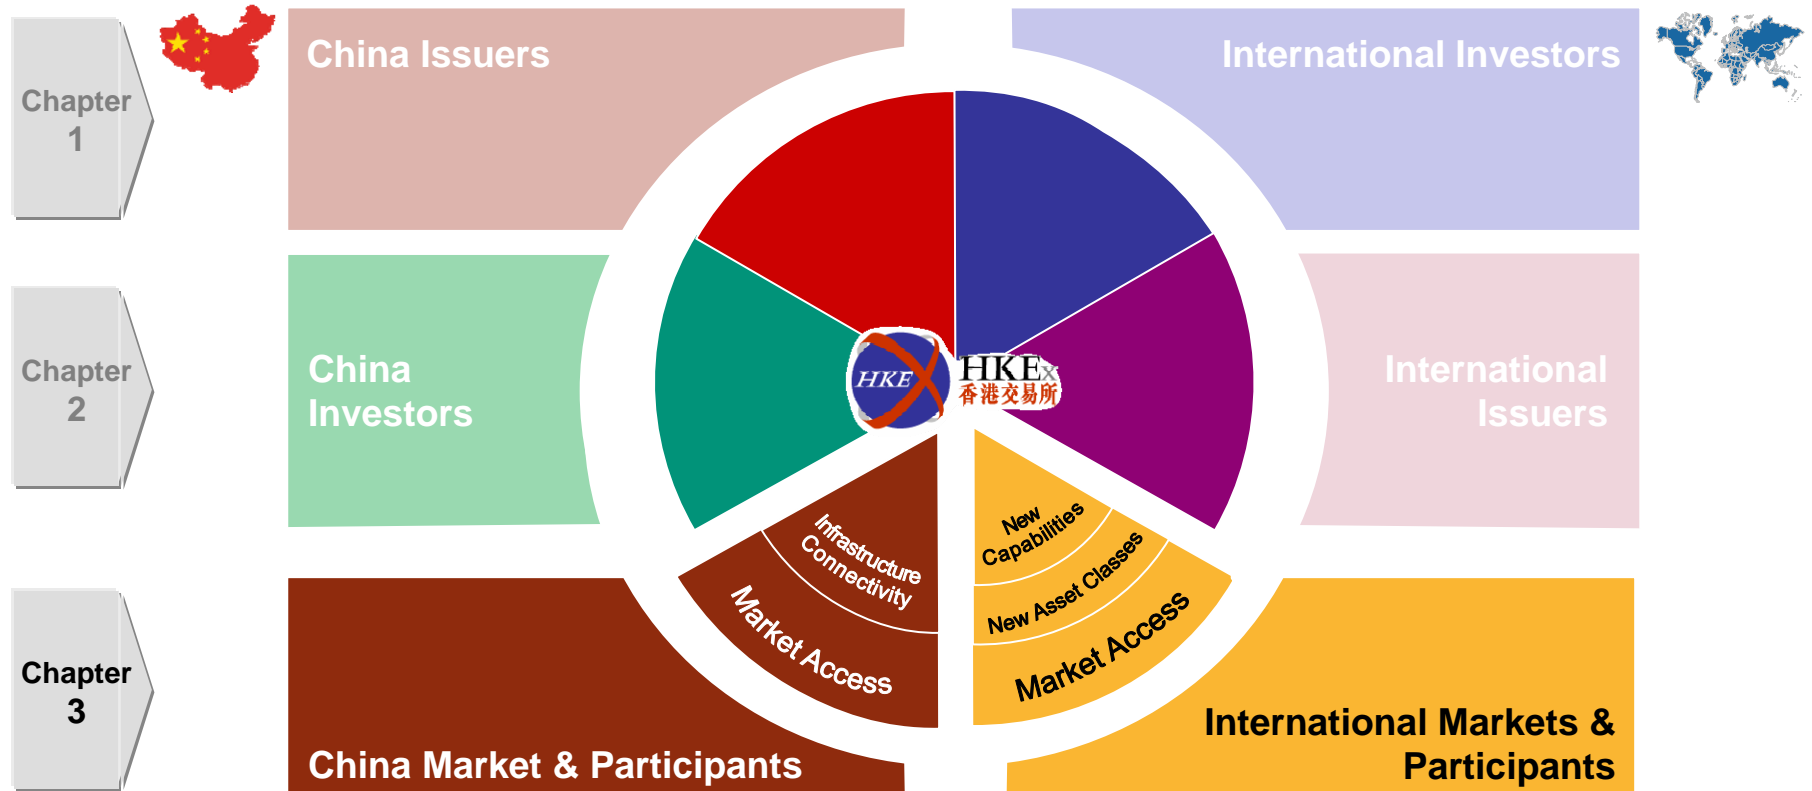 Chapter
1
China Issuers
International Investors
Chapter
2
China
Investors
International
Issuers
HKEX
HKEx
香港交易所
Infrastructure
Connectivity
Market Access
New
Capabilities
New Asset Classes
Market Access
Chapter
3
China Market & Participants
International Markets &
Participants